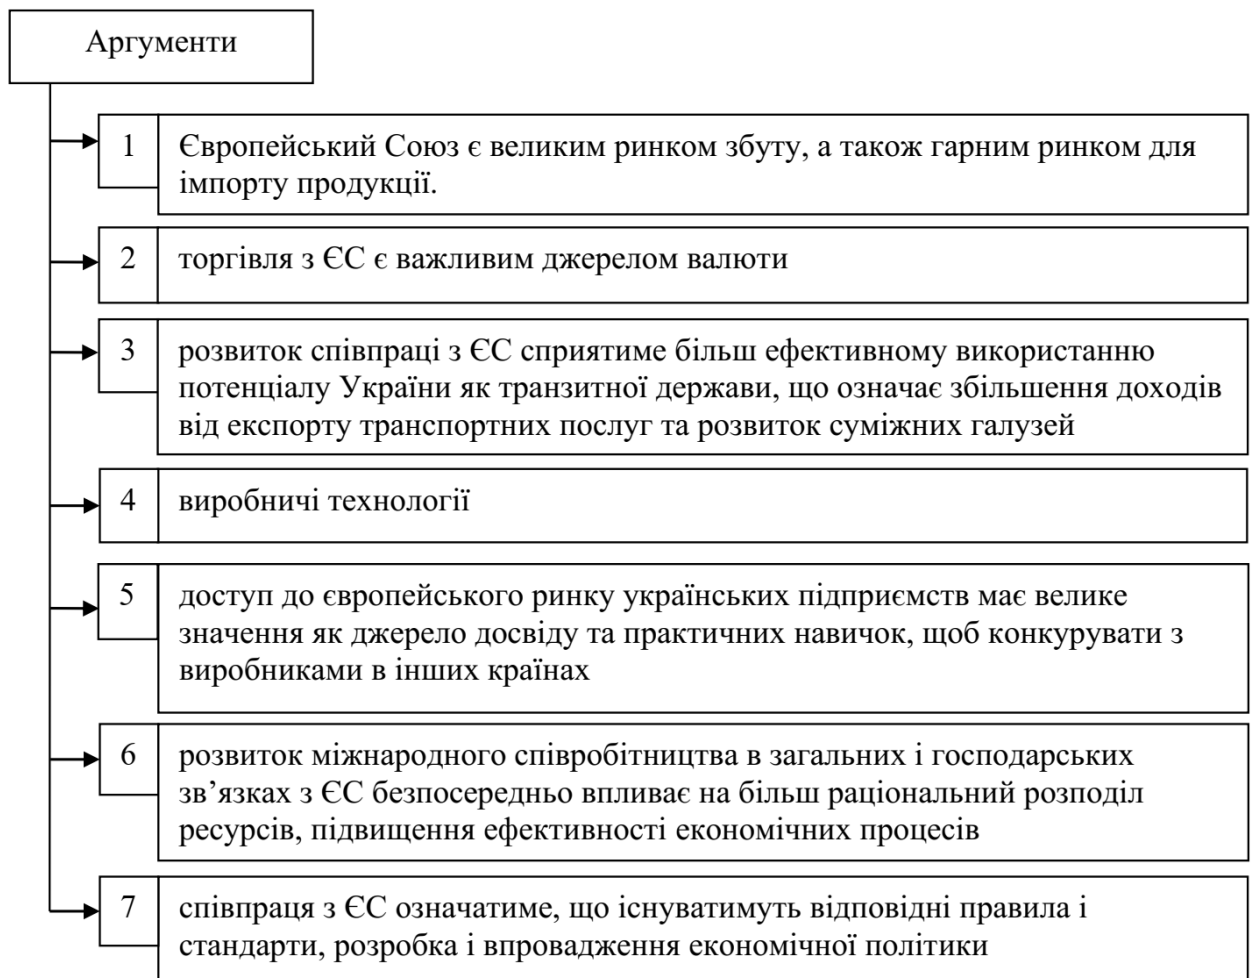 Аргументи
1
Європейський Союз є великим ринком збуту, а також гарним ринком для
імпорту продукції.
2
торгівля з ЄС є важливим джерелом валюти
3
розвиток співпраці з ЄС сприятиме більш ефективному використанню
потенціалу України як транзитної держави, що означає збільшення доходів
від експорту транспортних послуг та розвиток суміжних галузей
4
виробничі технології
5
доступ до європейського ринку українських підприємств має велике
значення як джерело досвіду та практичних навичок, щоб конкурувати з
виробниками в інших країнах
6
розвиток міжнародного співробітництва в загальних і господарських
зв’язках з ЄС безпосередньо впливає на більш раціональний розподіл
ресурсів, підвищення ефективності економічних процесів
7
співпраця з ЄС означатиме, що існуватимуть відповідні правила і
стандарти, розробка і впровадження економічної політики